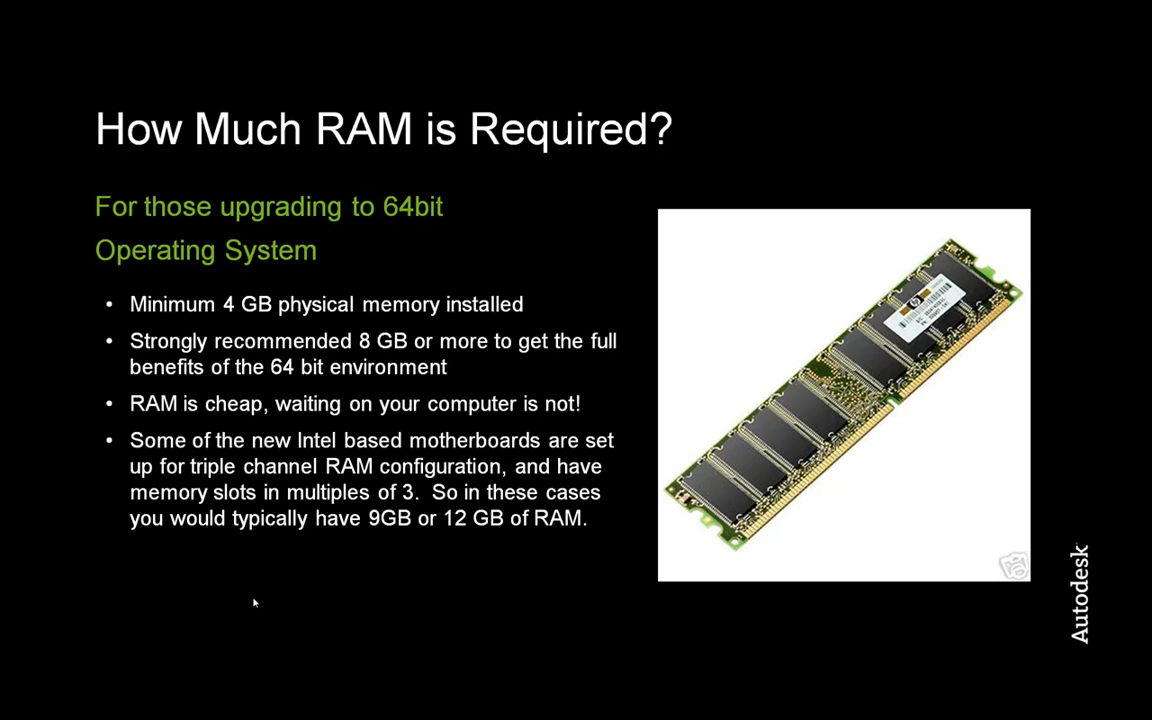 How Much RAM is Required?
For those upgrading to 64bit
Operating System
• Minimum 4 GB physical memory installed
• Strongly recommended 8 GB or more to get the full
benefits of the 64 bit environment
• RAM is cheap, waiting on your computer is not!
• Some of the new Intel based motherboards are set
up for triple channel RAM configuration, and have
memory slots in multiples of 3.  So in these cases
you would typically have 9GB or 12 GB of RAM.
hp
Autodesk